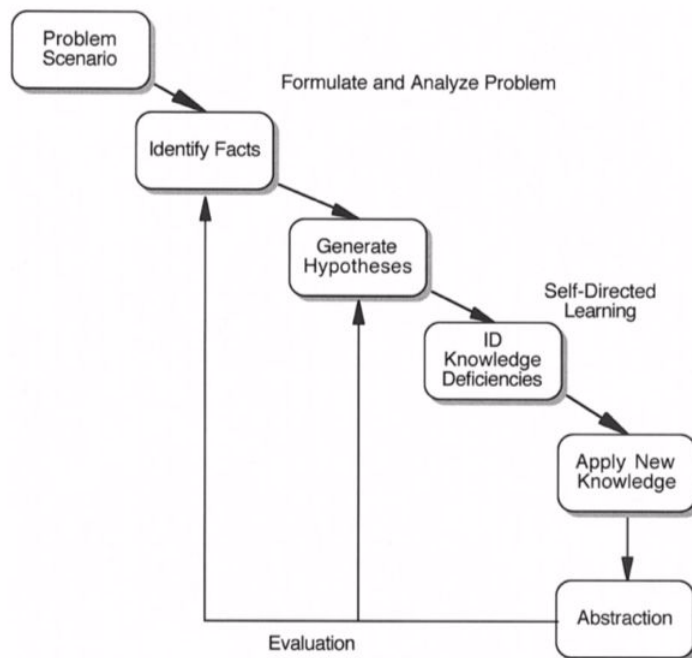 Problem
Scenario
Formulate and Analyze Problem
Identify Facts
Generate
Hypotheses
Self-Directed
Learning
ID
Knowledge
Deficiencies
Apply New
Knowledge
Abstraction
Evaluation